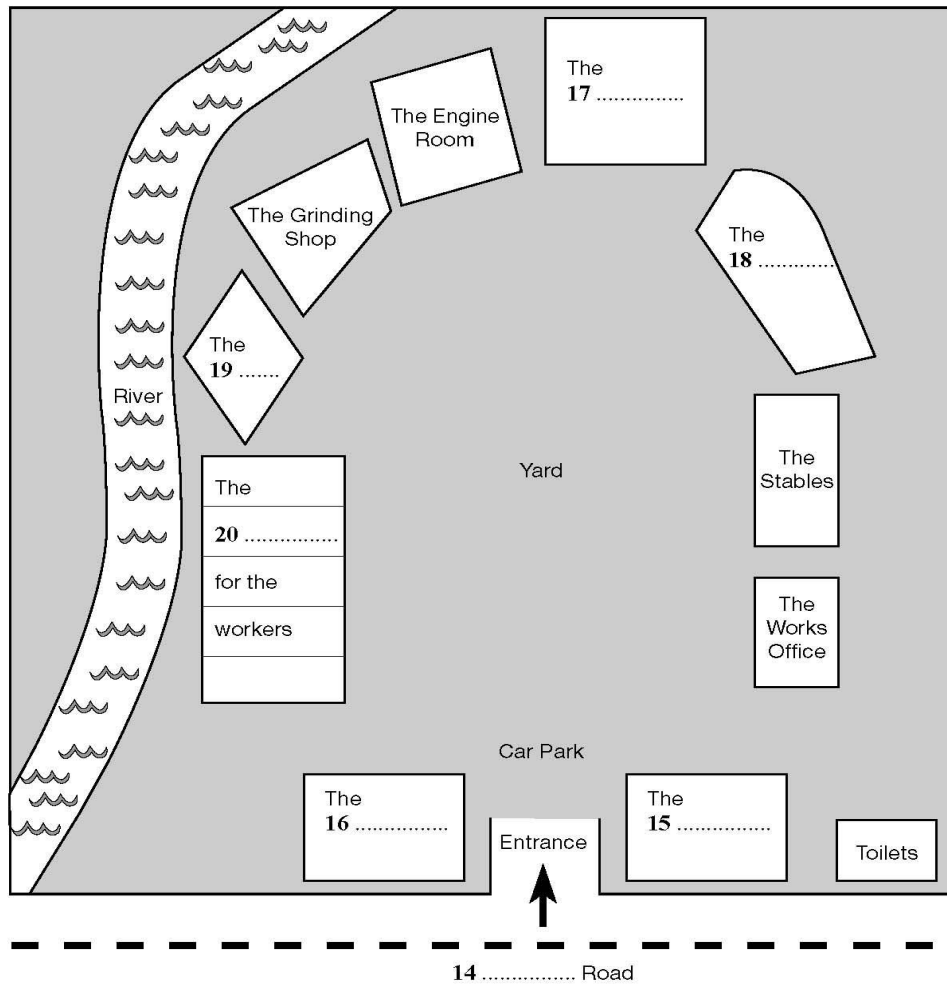 The
17 ................
The Engine
Room
The Grinding
Shop
The
18 ..............
The
19 .......
River
The
20 .................
for the
workers
Yard
The
Stables
The
Works
Office
Car Park
The
16 .................
Entrance
The
15 .................
Toilets
14 ................. Road